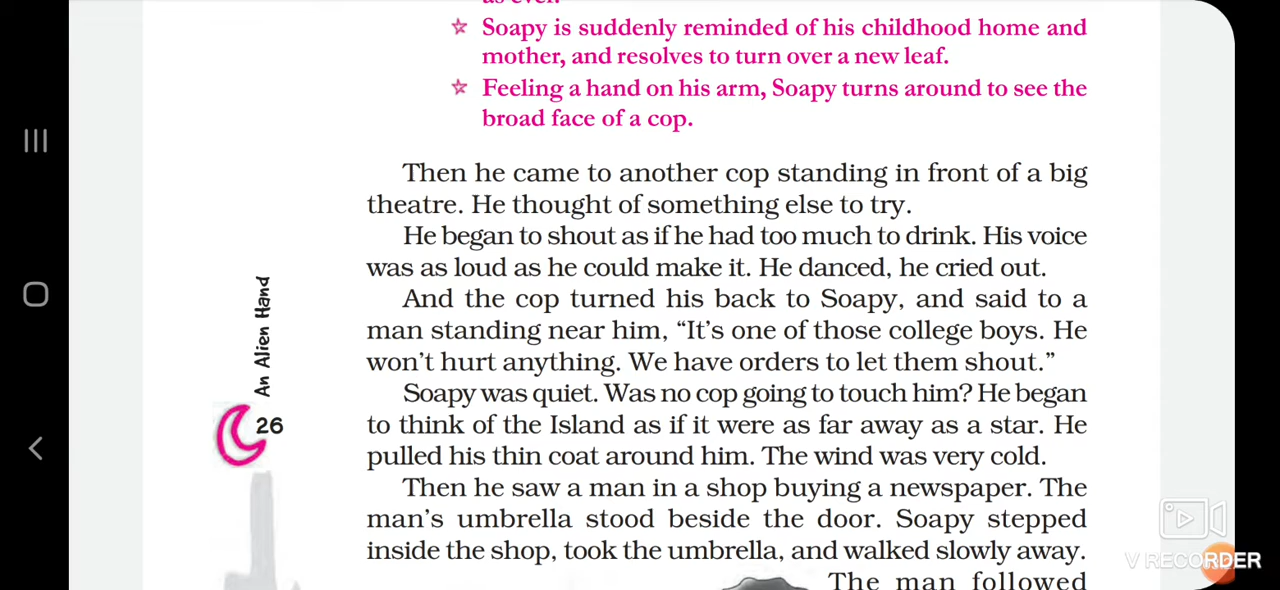 as ever.
☆ Soapy is suddenly reminded of his childhood home and
mother, and resolves to turn over a new leaf.
☆ Feeling a hand on his arm, Soapy turns around to see the
broad face of a cop.
Then he came to another cop standing in front of a big
theatre. He thought of something else to try.
He began to shout as if he had too much to drink. His voice
was as loud as he could make it. He danced, he cried out.
And the cop turned his back to Soapy, and said to a
man standing near him, “It’s one of those college boys. He
won’t hurt anything. We have orders to let them shout.”
Soapy was quiet. Was no cop going to touch him? He began
to think of the Island as if it were as far away as a star. He
pulled his thin coat around him. The wind was very cold.
Then he saw a man in a shop buying a newspaper. The
man’s umbrella stood beside the door. Soapy stepped
inside the shop, took the umbrella, and walked slowly away.
The man followed
An Alien Hand
26
V RECORDER